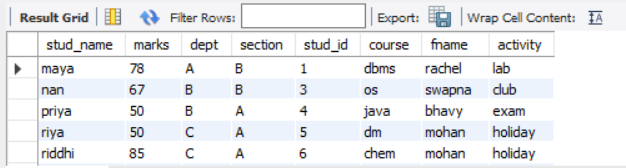 Result Grid Filter Rows: Export: Wrap Cell Content: IA
stud_name marks dept section stud_id course fname activity
maya 78 A B 1 dbms rachel lab
nan 67 B B 3 os swapna club
priya 50 B A 4 java bhavy exam
riya 50 C A 5 dm mohan holiday
riddhi 85 C A 6 chem mohan holiday